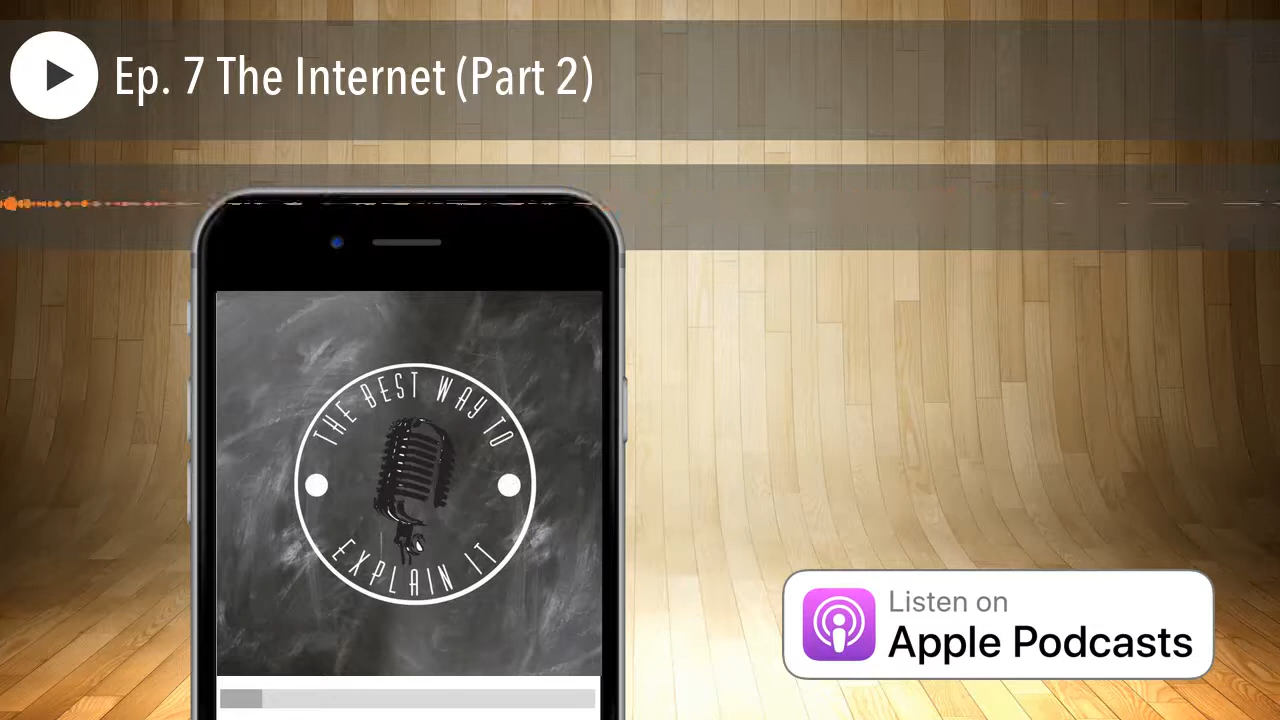 Ep. 7 The Internet (Part 2)
THE BEST WAY TO
EXPLAIN IT
Listen on
Apple Podcasts